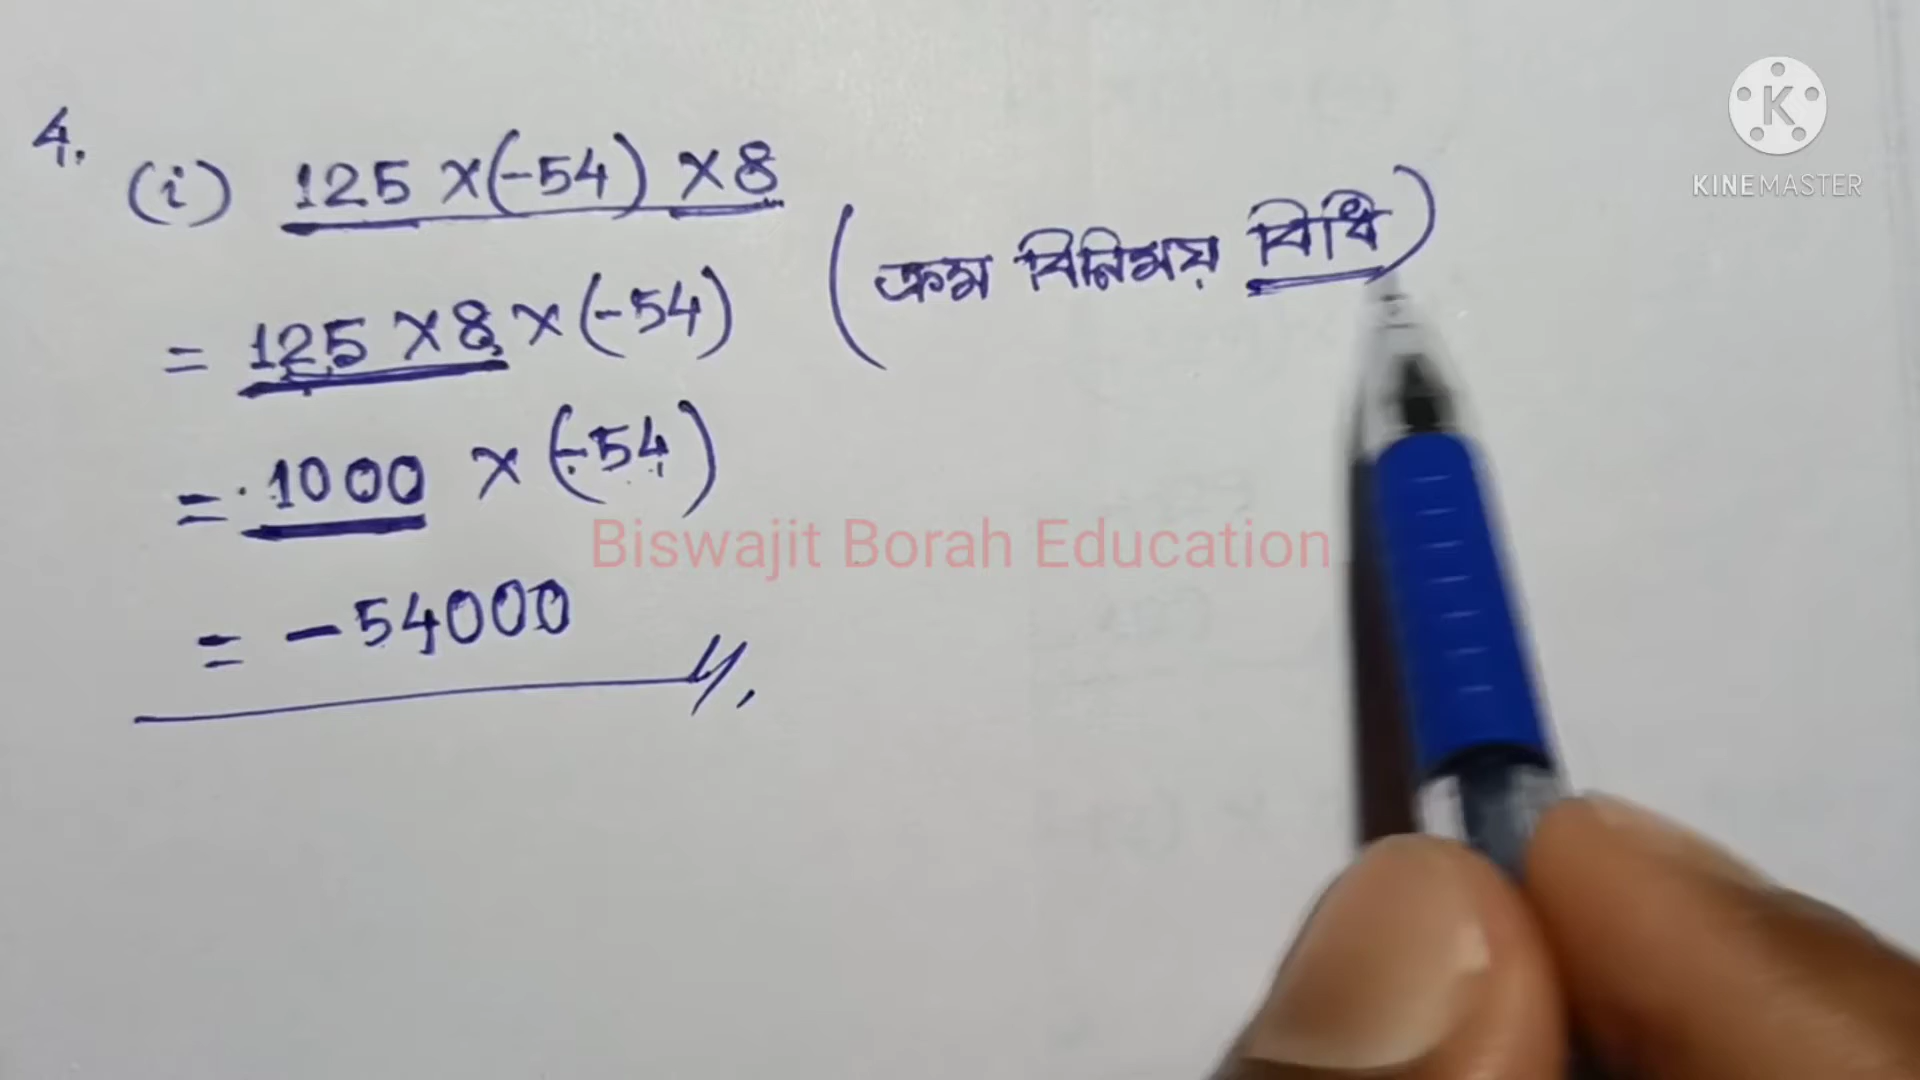 4.
(i) 125 × (-54) × 8
= 125 × 8 × (-54) (ক্ৰম বিনিময় বিধি)
= 1000 × (-54)
= -54000
KINEMASTER
Biswajit Borah Education